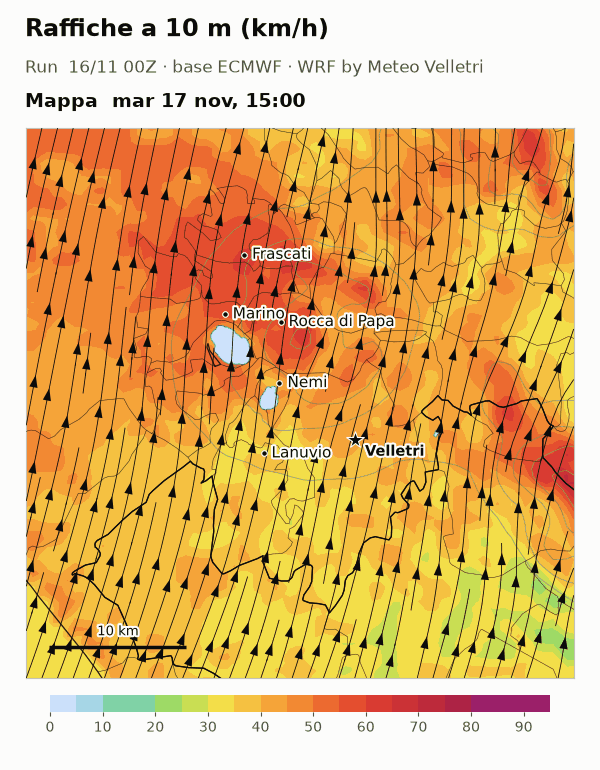 Raffiche a 10 m (km/h)
Run 16/11 00Z · base ECMWF · WRF by Meteo Velletri
Mappa mar 17 nov, 15:00
Frascati
Marino
Rocca di Papa
Nemi
Velletri
Lanuvio
10 km
0 10 20 30 40 50 60 70 80 90